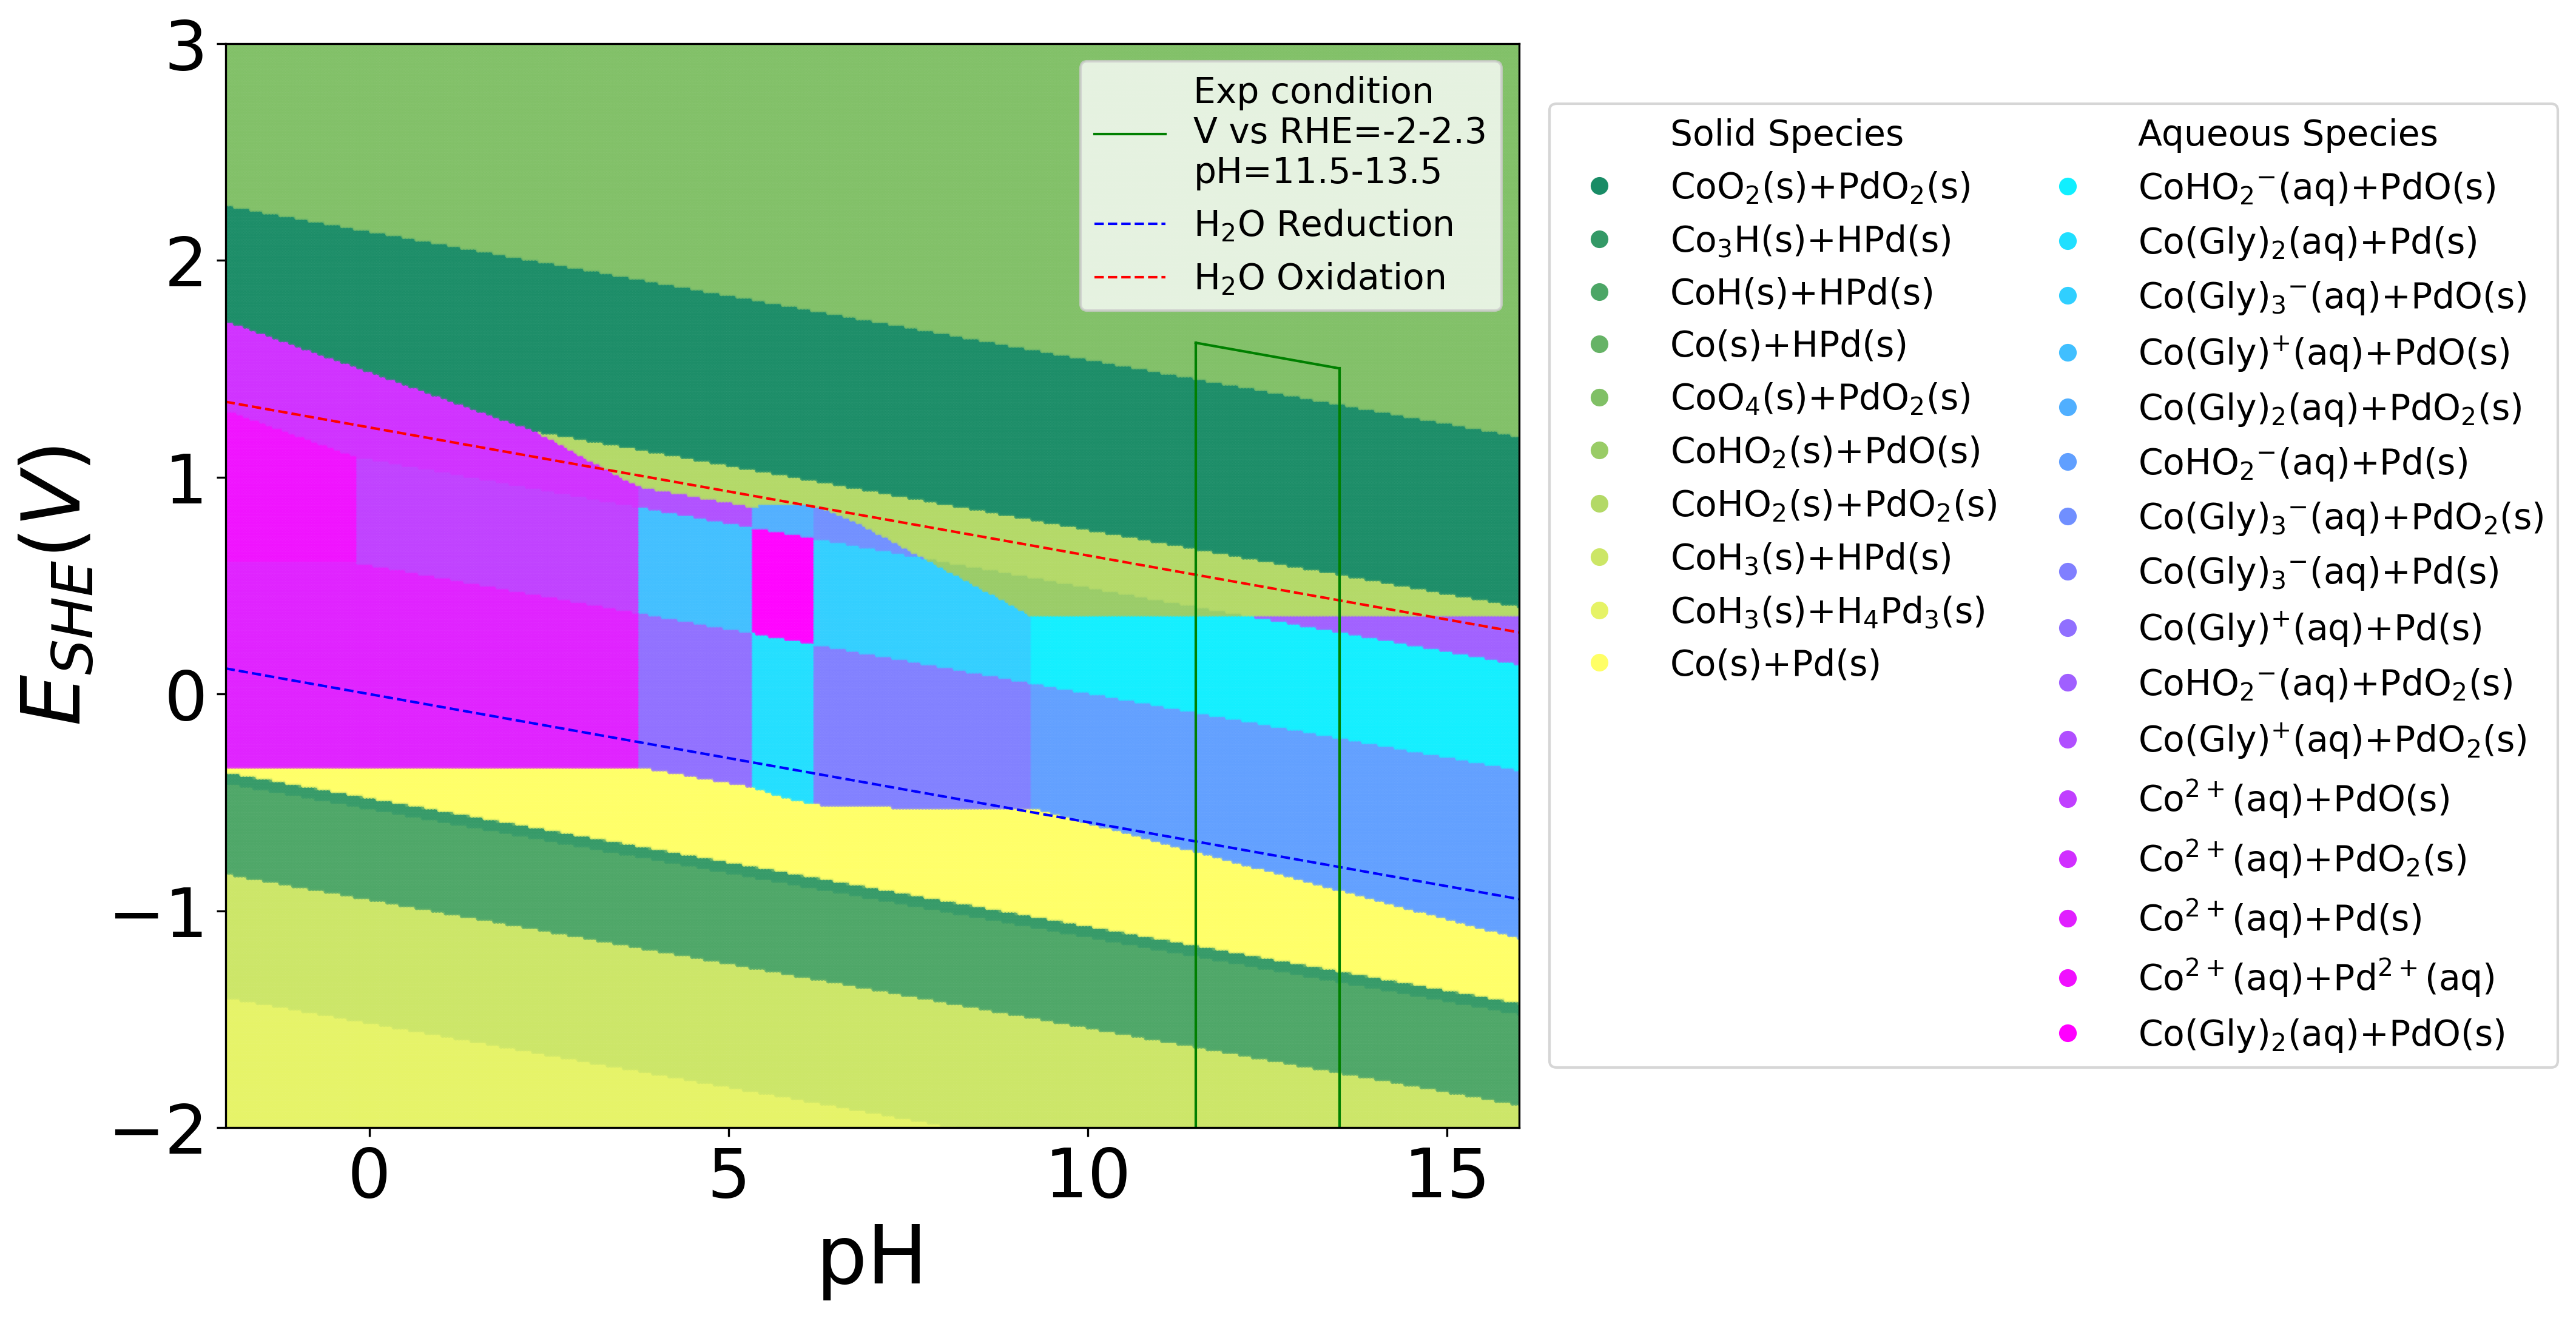 3
2
1
0
−1
−2
E_SHE(V)
0
5
10
15
pH
Exp condition
V vs RHE=-2-2.3
pH=11.5-13.5
H₂O Reduction
H₂O Oxidation
Solid Species
CoO₂(s)+PdO₂(s)
Co₃H(s)+HPd(s)
CoH(s)+HPd(s)
Co(s)+HPd(s)
CoO₄(s)+PdO₂(s)
CoHO₂(s)+PdO(s)
CoHO₂(s)+PdO₂(s)
CoH₃(s)+HPd(s)
CoH₃(s)+H₄Pd₃(s)
Co(s)+Pd(s)
Aqueous Species
CoHO₂⁻(aq)+PdO(s)
Co(Gly)₂(aq)+Pd(s)
Co(Gly)₃⁻(aq)+PdO(s)
Co(Gly)⁺(aq)+PdO(s)
Co(Gly)₂(aq)+PdO₂(s)
CoHO₂⁻(aq)+Pd(s)
Co(Gly)₃⁻(aq)+PdO₂(s)
Co(Gly)₃⁻(aq)+Pd(s)
Co(Gly)⁺(aq)+Pd(s)
CoHO₂⁻(aq)+PdO₂(s)
Co(Gly)⁺(aq)+PdO₂(s)
Co²⁺(aq)+PdO(s)
Co²⁺(aq)+PdO₂(s)
Co²⁺(aq)+Pd(s)
Co²⁺(aq)+Pd²⁺(aq)
Co(Gly)₂(aq)+PdO(s)